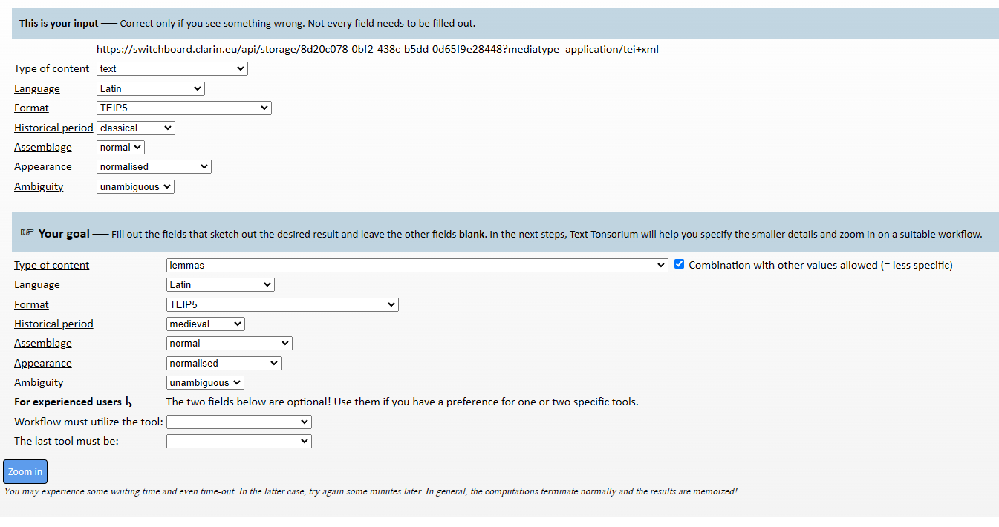 This is your input —— Correct only if you see something wrong. Not every field needs to be filled out.
https://switchboard.clarin.eu/api/storage/8d20c078-0bf2-438c-b5dd-0d65f9e28448?mediatype=application/tei+xml
Type of content text
Language Latin
Format TEIP5
Historical period classical
Assemblage normal
Appearance normalised
Ambiguity unambiguous
☞ Your goal —— Fill out the fields that sketch out the desired result and leave the other fields blank. In the next steps, Text Tonsorium will help you specify the smaller details and zoom in on a suitable workflow.
Type of content lemmas Combination with other values allowed (= less specific)
Language Latin
Format TEIP5
Historical period medieval
Assemblage normal
Appearance normalised
Ambiguity unambiguous
For experienced users ↳ The two fields below are optional! Use them if you have a preference for one or two specific tools.
Workflow must utilize the tool:
The last tool must be:
Zoom in
You may experience some waiting time and even time-out. In the latter case, try again some minutes later. In general, the computations terminate normally and the results are memoized!